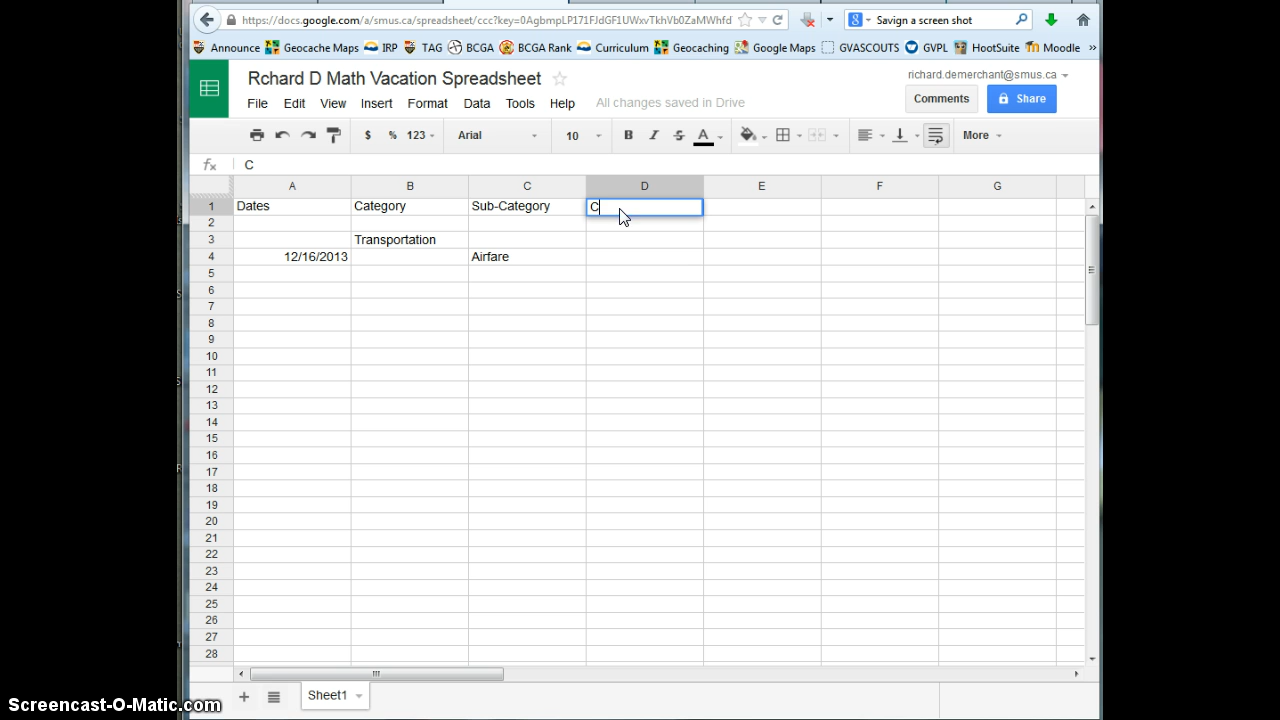 https://docs.google.com/a/smus.ca/spreadsheet/ccc?key=0AgbmpLP171FJdGF1UWxvTkhVb0ZaMWhfd
Savign a screen shot
Announce Geocache Maps IRP TAG BCGA BCGA Rank Curriculum Geocaching Google Maps GVASCOUTS GVPL HootSuite Moodle »
Rchard D Math Vacation Spreadsheet
richard.demerchant@smus.ca
File Edit View Insert Format Data Tools Help All changes saved in Drive
Comments Share
$ % 123 Arial 10 B I S A More
fx C
A B C D E F G
1 Dates Category Sub-Category C
2
3 Transportation
4 12/16/2013 Airfare
5
6
7
8
9
10
11
12
13
14
15
16
17
18
19
20
21
22
23
24
25
26
27
28
+ Sheet1
Screencast-O-Matic.com